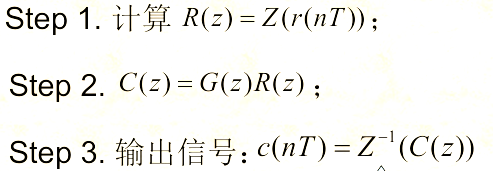 Step 1. 计算 R(z) = Z(r(nT));
Step 2. C(z) = G(z)R(z) ;
Step 3. 输出信号: c(nT) = Z⁻¹(C(z))